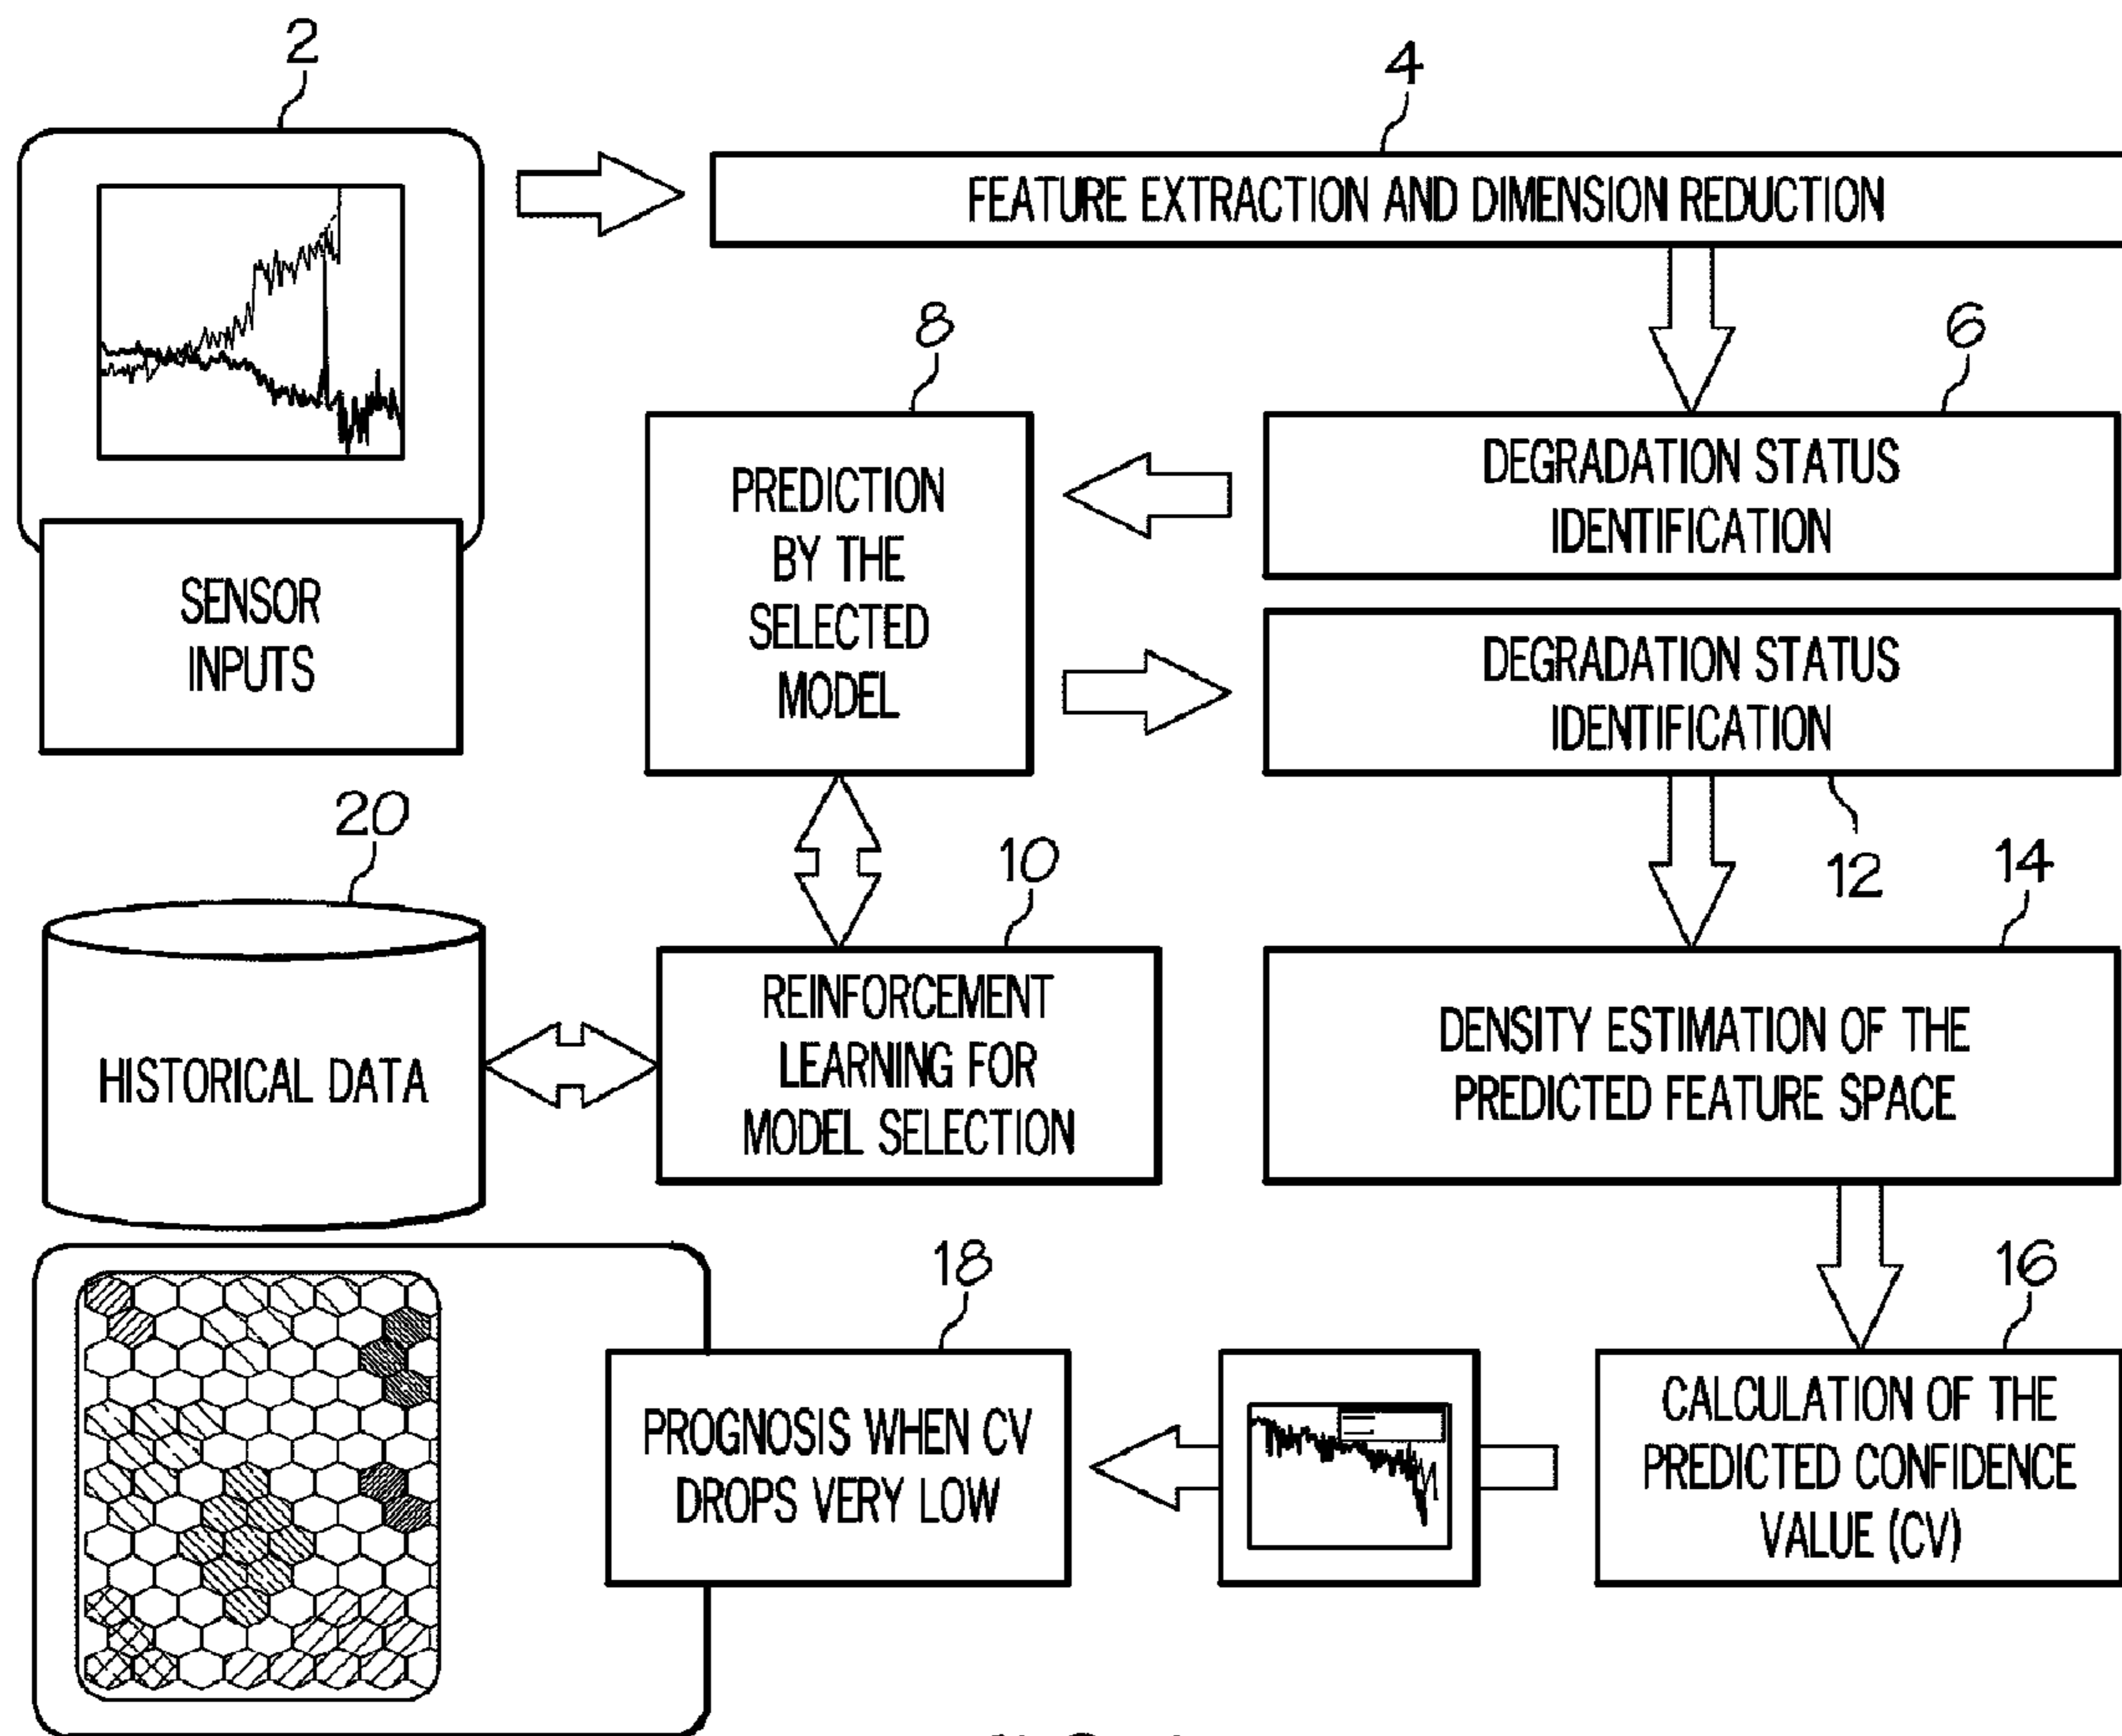 2
4
FEATURE EXTRACTION AND DIMENSION REDUCTION
SENSOR
INPUTS
8
PREDICTION
BY THE
SELECTED
MODEL
6
DEGRADATION STATUS
IDENTIFICATION
DEGRADATION STATUS
IDENTIFICATION
12
20
HISTORICAL DATA
10
REINFORCEMENT
LEARNING FOR
MODEL SELECTION
14
DENSITY ESTIMATION OF THE
PREDICTED FEATURE SPACE
18
PROGNOSIS WHEN CV
DROPS VERY LOW
16
CALCULATION OF THE
PREDICTED CONFIDENCE
VALUE (CV)